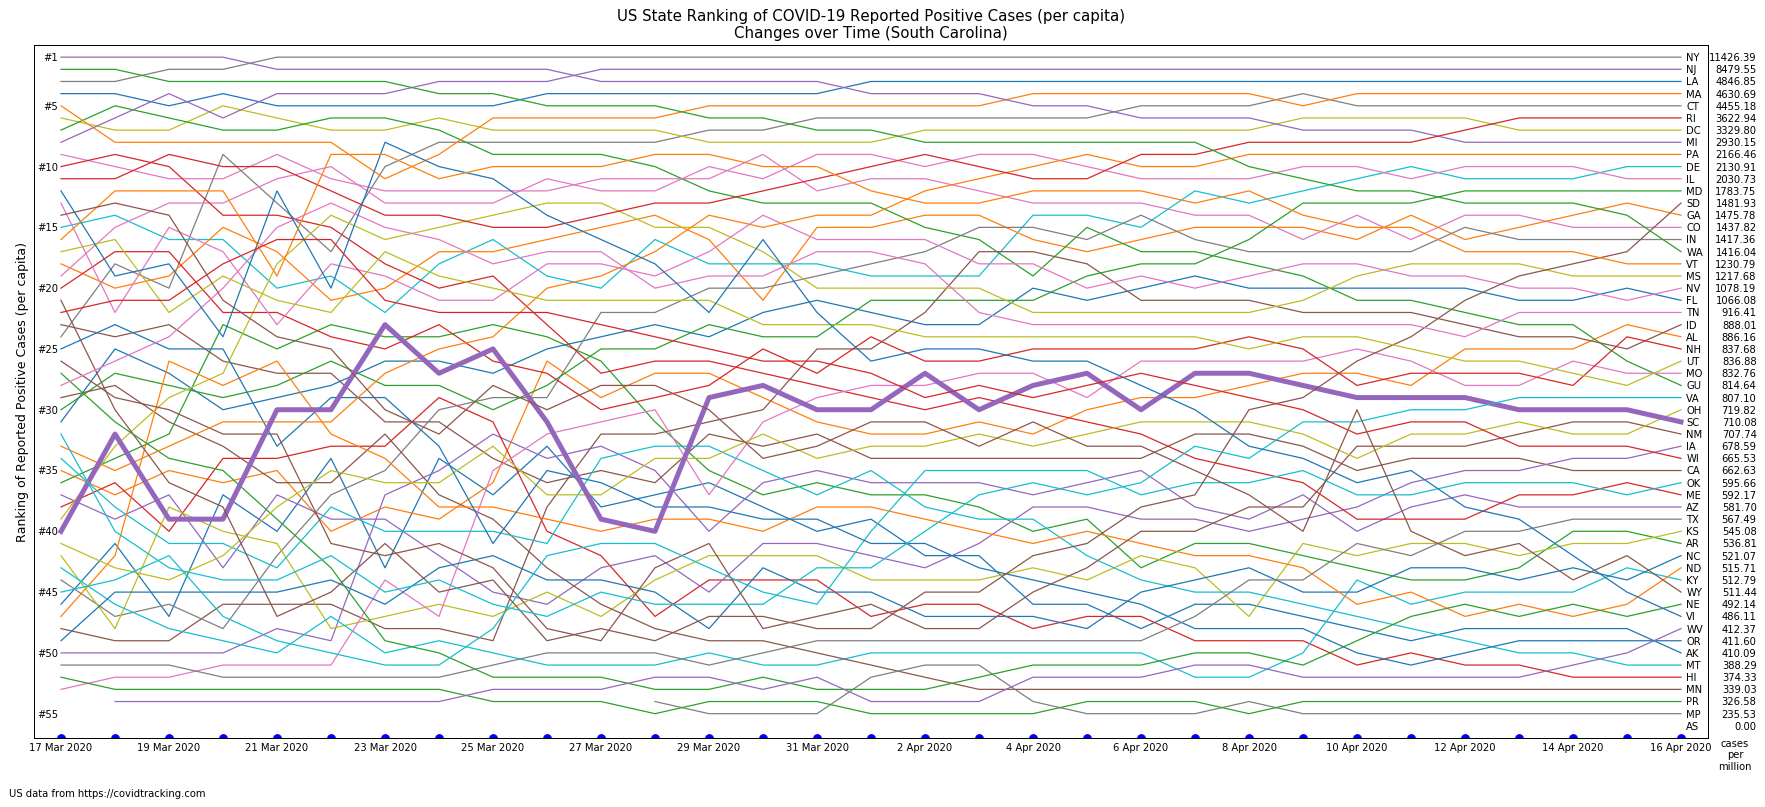 US State Ranking of COVID-19 Reported Positive Cases (per capita)
Changes over Time (South Carolina)
Ranking of Reported Positive Cases (per capita)
#1
#5
#10
#15
#20
#25
#30
#35
#40
#45
#50
#55
NY 11426.39
NJ 8479.55
LA 4846.85
MA 4630.69
CT 4455.18
RI 3622.94
DC 3329.80
MI 2930.15
PA 2166.46
DE 2130.91
IL 2030.73
MD 1783.75
SD 1481.93
GA 1475.78
CO 1437.82
IN 1417.36
WA 1416.04
VT 1230.79
MS 1217.68
NV 1078.19
FL 1066.08
TN 916.41
ID 888.01
AL 886.16
NH 837.68
UT 836.88
MO 832.76
GU 814.64
VA 807.10
OH 719.82
SC 710.08
NM 707.74
IA 678.59
WI 665.53
CA 662.63
OK 595.66
ME 592.17
AZ 581.70
TX 567.49
KS 545.08
AR 536.81
NC 521.07
ND 515.71
KY 512.79
WY 511.44
NE 492.14
VI 486.11
WV 412.37
OR 411.60
AK 410.09
MT 388.29
HI 374.33
MN 339.03
PR 326.58
MP 235.53
AS 0.00
17 Mar 2020 19 Mar 2020 21 Mar 2020 23 Mar 2020 25 Mar 2020 27 Mar 2020 29 Mar 2020 31 Mar 2020 2 Apr 2020 4 Apr 2020 6 Apr 2020 8 Apr 2020 10 Apr 2020 12 Apr 2020 14 Apr 2020 16 Apr 2020
cases
per
million
US data from https://covidtracking.com